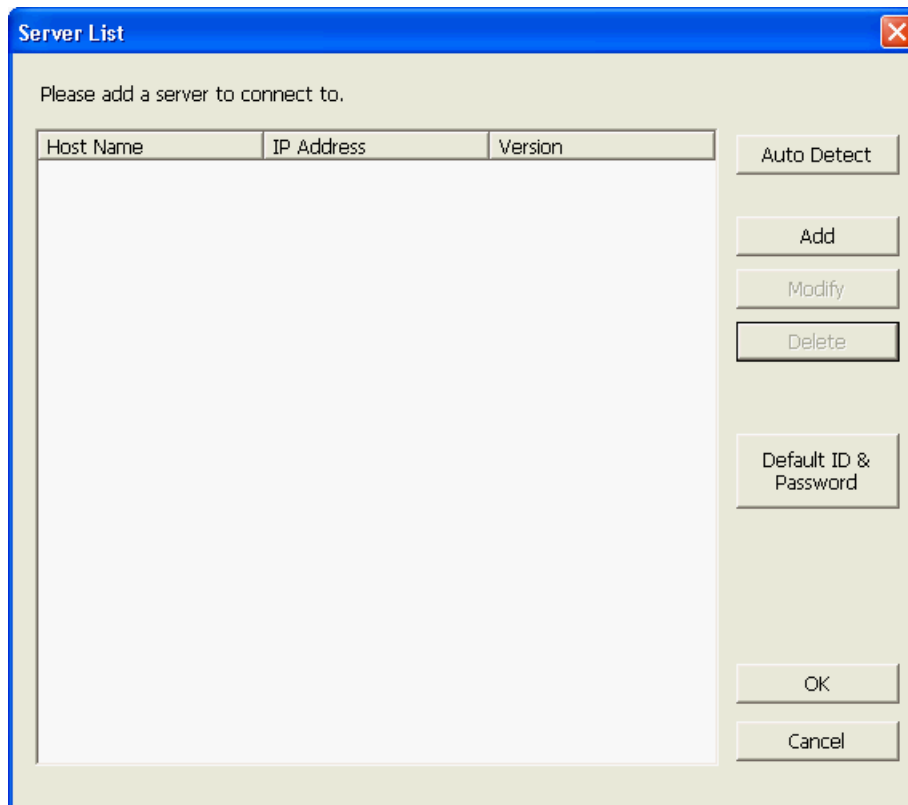 Server List
Please add a server to connect to.
Host Name IP Address Version
Auto Detect
Add
Modify
Delete
Default ID &
Password
OK
Cancel